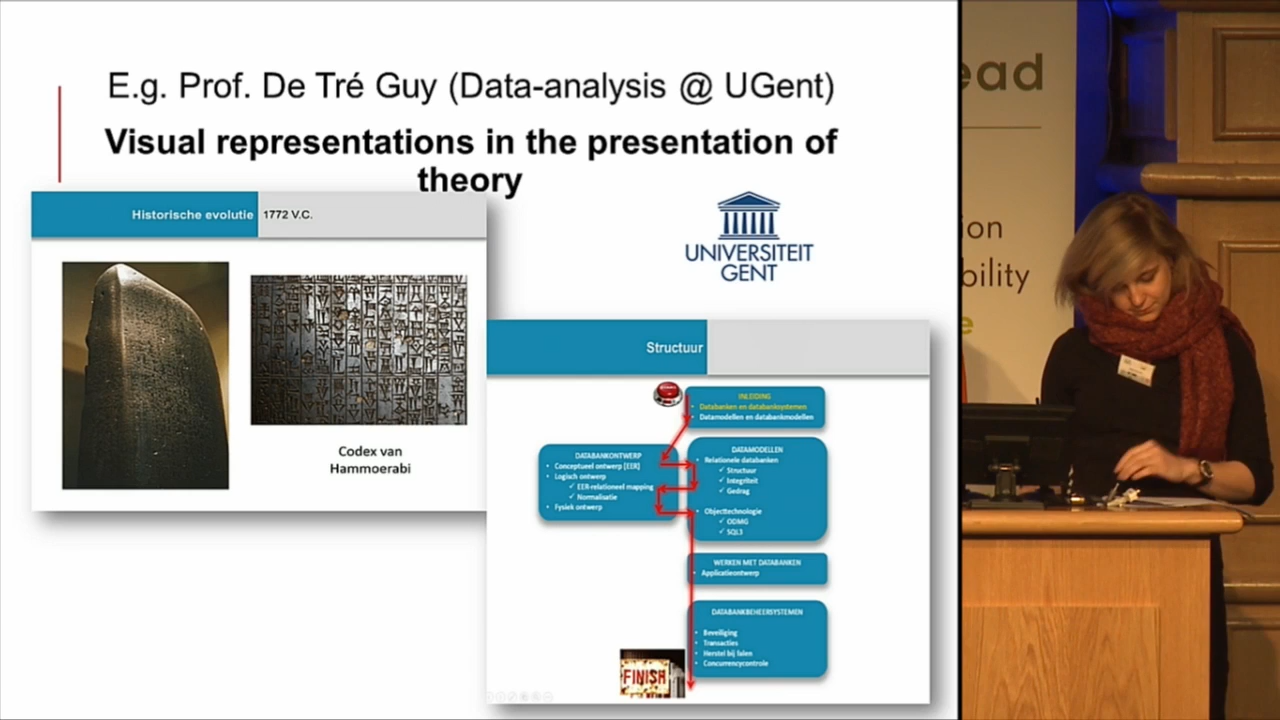 E.g. Prof. De Tré Guy (Data-analysis @ UGent)
Visual representations in the presentation of
theory
Historische evolutie 1772 V.C.
Codex van
Hammoerabi
UNIVERSITEIT
GENT
Structuur
INLEIDING
• Databanken en databanksystemen
• Datamodellen en databankmodellen
DATABANKONTWERP
• Conceptueel ontwerp (EER)
• Logisch ontwerp
✓ EER-relationeel mapping
✓ Normalisatie
• Fysiek ontwerp
DATAMODELLEN
• Relationele databanken
✓ Structuur
✓ Integriteit
✓ Gedrag
• Objecttechnologie
✓ ODMG
✓ SQL3
WERKEN MET DATABANKEN
• Applicatieontwerp
DATABANKBEHEERSYSTEMEN
• Beveiliging
• Transacties
• Herstel bij falen
• Concurrencycontrole
FINISH
ead
ion
bility
e